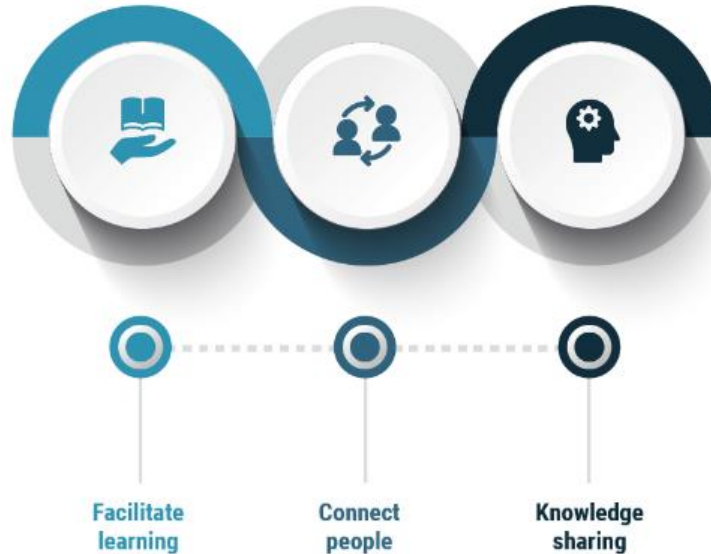 Facilitate
learning
Connect
people
Knowledge
sharing